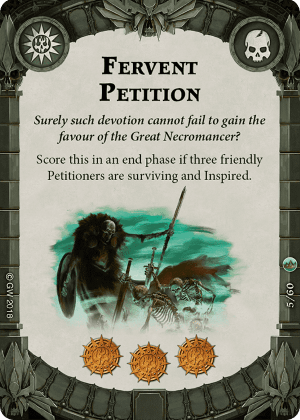 FERVENT
PETITION
Surely such devotion cannot fail to gain the
favour of the Great Necromancer?
Score this in an end phase if three friendly
Petitioners are surviving and Inspired.
© GW 2018
5/60